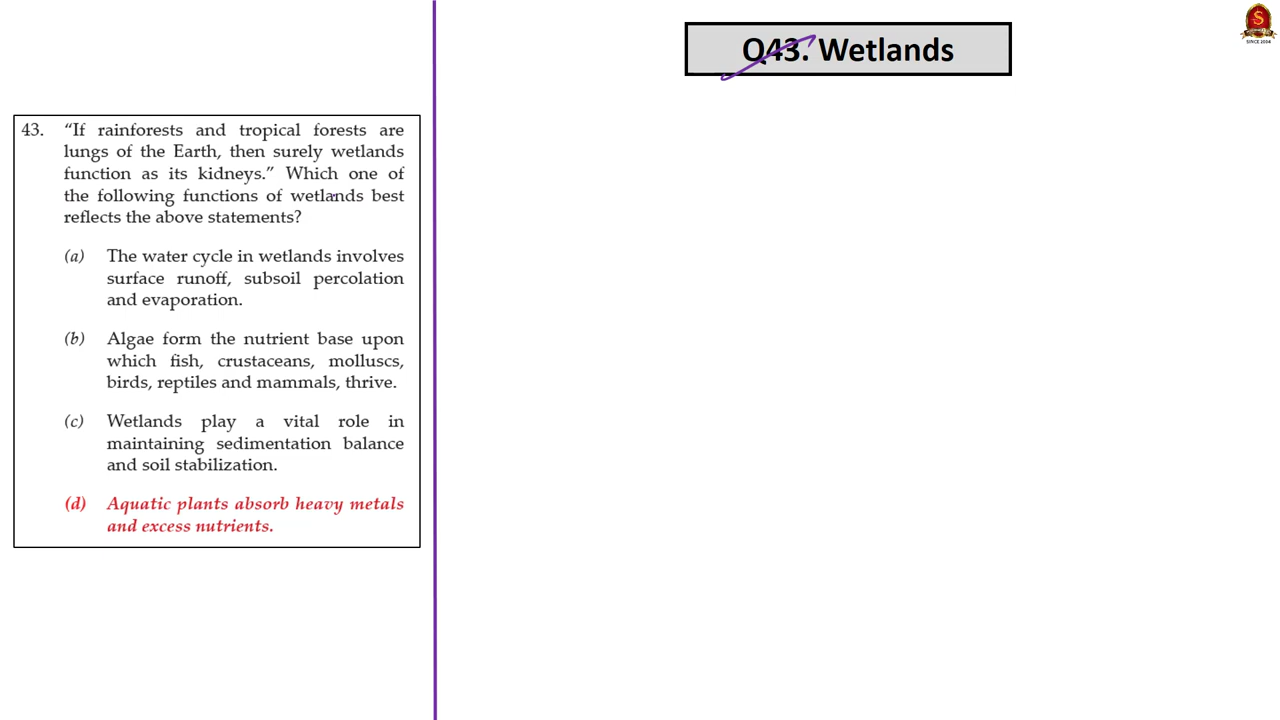 Q43. Wetlands
SINCE 2004
43. “If rainforests and tropical forests are
lungs of the Earth, then surely wetlands
function as its kidneys.” Which one of
the following functions of wetlands best
reflects the above statements?
(a) The water cycle in wetlands involves
surface runoff, subsoil percolation
and evaporation.
(b) Algae form the nutrient base upon
which fish, crustaceans, molluscs,
birds, reptiles and mammals, thrive.
(c) Wetlands play a vital role in
maintaining sedimentation balance
and soil stabilization.
(d) Aquatic plants absorb heavy metals
and excess nutrients.